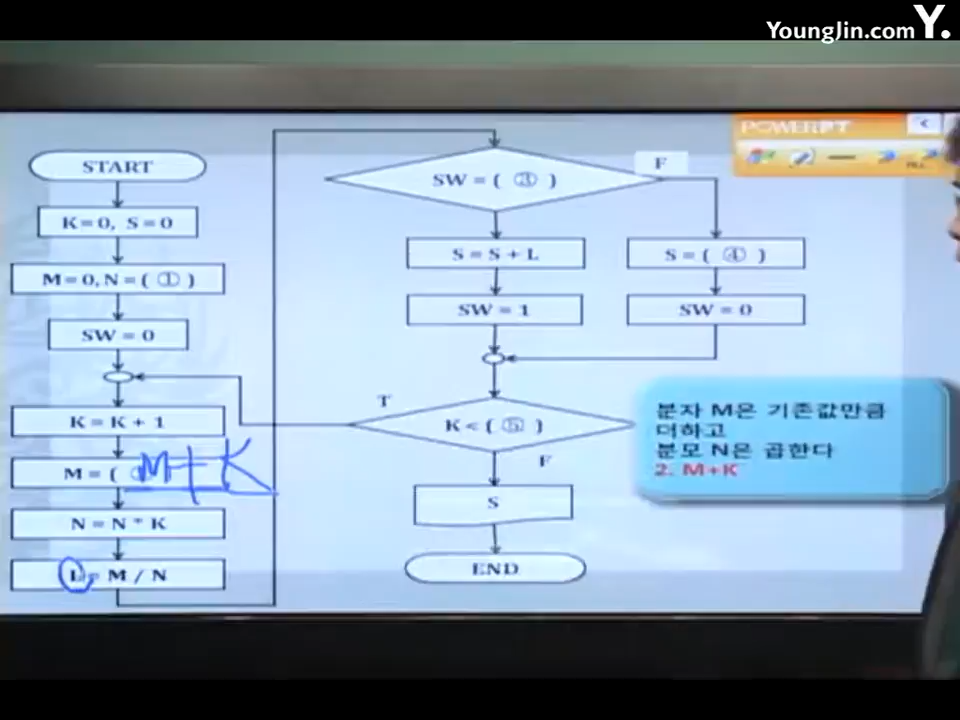 YoungJin.com Y.
POWERPT
START
K=0, S=0
M=0, N=( ① )
SW=0
K=K+1
M=( M+K
N=N*K
L=M/N
SW=( ③ )
F
S=S+L
SW=1
S=( ④ )
SW=0
T
K<( ⑤ )
F
S
END
분자 M은 기존값만큼
더하고
분모 N은 곱한다
2. M+K